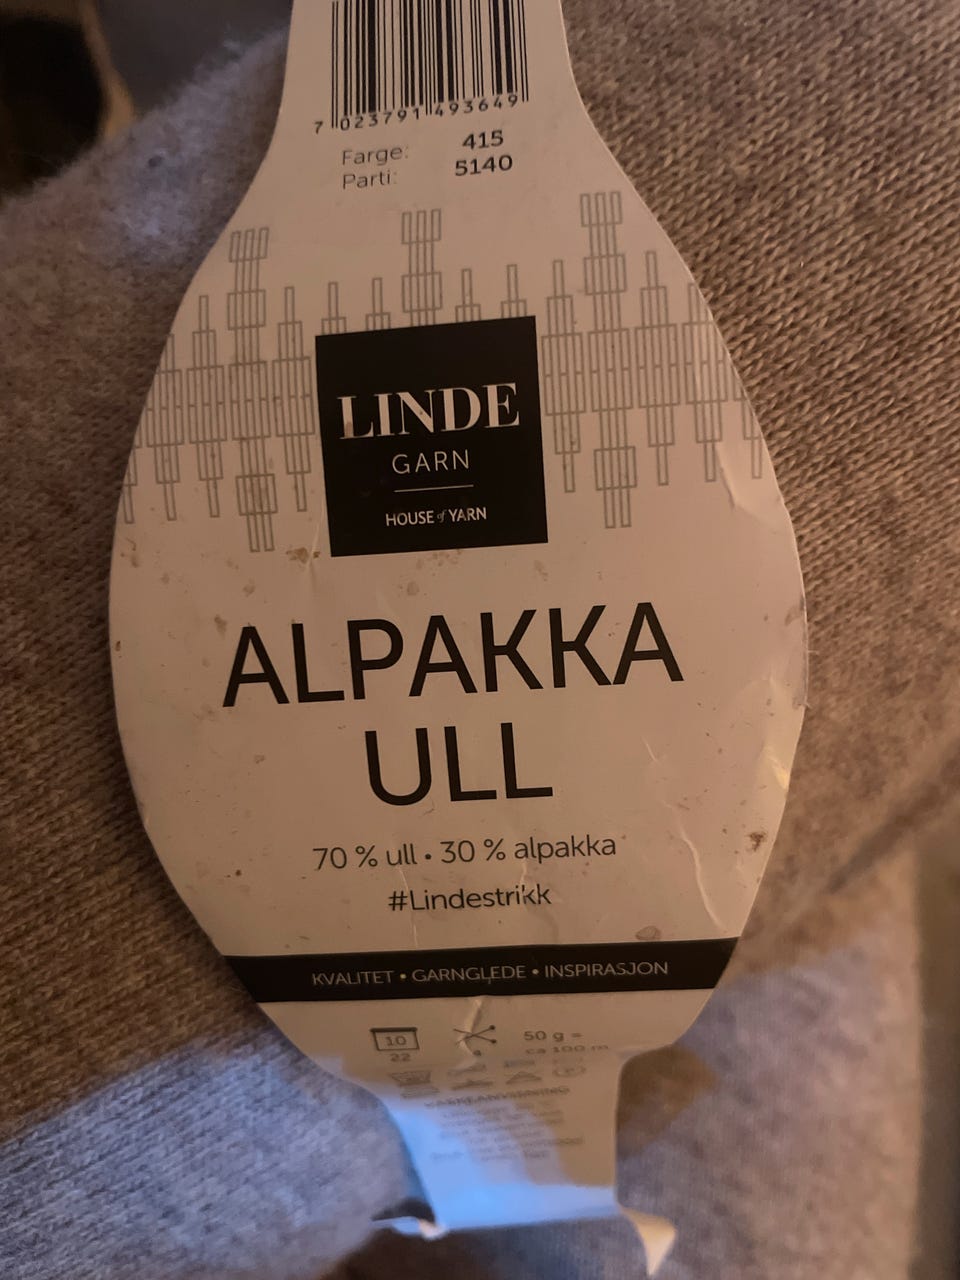 7 023791 493649
Farge: 415
Parti: 5140
LINDE
GARN
HOUSE of YARN
ALPAKKA
ULL
70 % ull • 30 % alpakka
#Lindestrikk
KVALITET • GARNGLEDE • INSPIRASJON
10
22
50 g =
ca 100 m